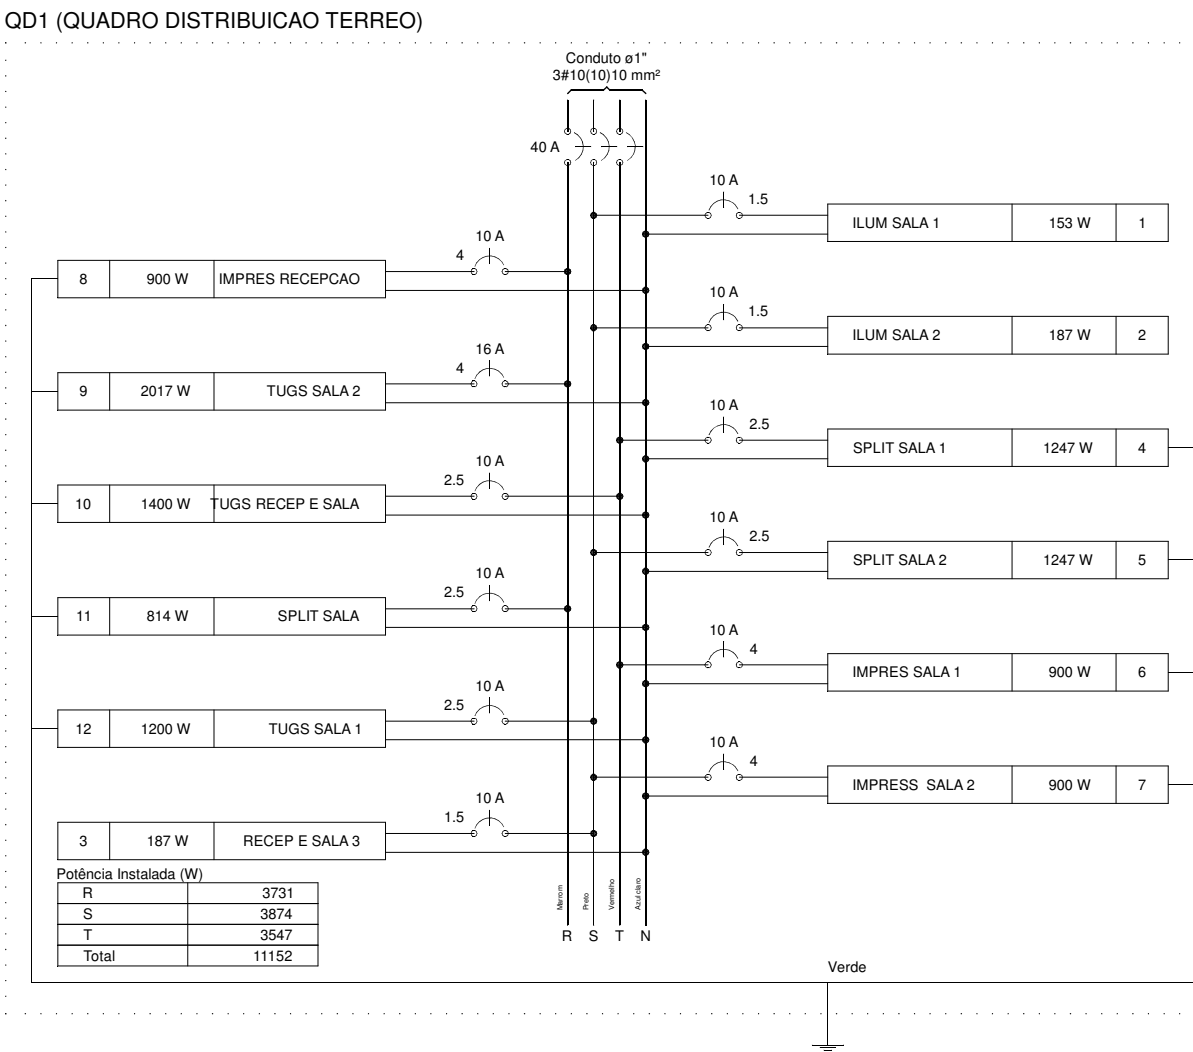 QD1 (QUADRO DISTRIBUICAO TERREO)
Conduto ø1"
3#10(10)10 mm²
40 A
10 A
1.5
ILUM SALA 1 153 W 1
10 A
4
8 900 W IMPRES RECEPCAO
10 A
1.5
ILUM SALA 2 187 W 2
16 A
4
9 2017 W TUGS SALA 2
10 A
2.5
SPLIT SALA 1 1247 W 4
10 A
2.5
10 1400 W TUGS RECEP E SALA
10 A
2.5
SPLIT SALA 2 1247 W 5
10 A
2.5
11 814 W SPLIT SALA
10 A
4
IMPRES SALA 1 900 W 6
10 A
2.5
12 1200 W TUGS SALA 1
10 A
4
IMPRESS SALA 2 900 W 7
10 A
1.5
3 187 W RECEP E SALA 3
Potência Instalada (W)
R 3731
S 3874
T 3547
Total 11152
Marrom
Preto
Vermelho
Azul claro
R S T N
Verde